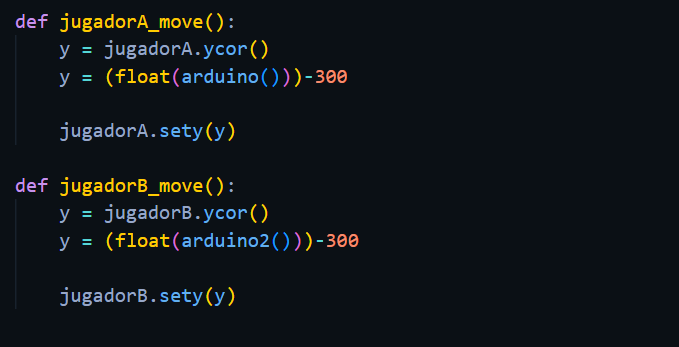 def jugadorA_move():
    y = jugadorA.ycor()
    y = (float(arduino()))-300
    jugadorA.sety(y)
def jugadorB_move():
    y = jugadorB.ycor()
    y = (float(arduino2()))-300
    jugadorB.sety(y)